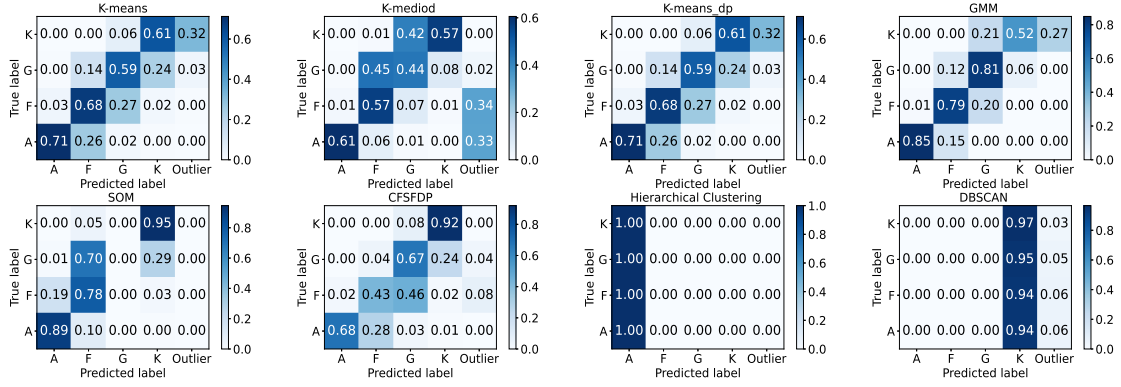 K-means
K-mediod
K-means_dp
GMM
True label
K 0.00 0.00 0.06 0.61 0.32
G 0.00 0.14 0.59 0.24 0.03
F 0.03 0.68 0.27 0.02 0.00
A 0.71 0.26 0.02 0.00 0.00
A F G K Outlier
Predicted label
0.6
0.4
0.2
0.0
True label
K 0.00 0.01 0.42 0.57 0.00
G 0.00 0.45 0.44 0.08 0.02
F 0.01 0.57 0.07 0.01 0.34
A 0.61 0.06 0.01 0.00 0.33
A F G K Outlier
Predicted label
0.6
0.4
0.2
0.0
True label
K 0.00 0.00 0.06 0.61 0.32
G 0.00 0.14 0.59 0.24 0.03
F 0.03 0.68 0.27 0.02 0.00
A 0.71 0.26 0.02 0.00 0.00
A F G K Outlier
Predicted label
0.6
0.4
0.2
0.0
True label
K 0.00 0.00 0.21 0.52 0.27
G 0.00 0.12 0.81 0.06 0.00
F 0.01 0.79 0.20 0.00 0.00
A 0.85 0.15 0.00 0.00 0.00
A F G K Outlier
Predicted label
0.8
0.6
0.4
0.2
0.0
SOM
CFSFDP
Hierarchical Clustering
DBSCAN
True label
K 0.00 0.05 0.00 0.95 0.00
G 0.01 0.70 0.00 0.29 0.00
F 0.19 0.78 0.00 0.03 0.00
A 0.89 0.10 0.00 0.00 0.00
A F G K Outlier
Predicted label
0.8
0.6
0.4
0.2
0.0
True label
K 0.00 0.00 0.08 0.92 0.00
G 0.00 0.04 0.67 0.24 0.04
F 0.02 0.43 0.46 0.02 0.08
A 0.68 0.28 0.03 0.01 0.00
A F G K Outlier
Predicted label
0.8
0.6
0.4
0.2
0.0
True label
K 1.00 0.00 0.00 0.00 0.00
G 1.00 0.00 0.00 0.00 0.00
F 1.00 0.00 0.00 0.00 0.00
A 1.00 0.00 0.00 0.00 0.00
A F G K Outlier
Predicted label
1.0
0.8
0.6
0.4
0.2
0.0
True label
K 0.00 0.00 0.00 0.97 0.03
G 0.00 0.00 0.00 0.95 0.05
F 0.00 0.00 0.00 0.94 0.06
A 0.00 0.00 0.00 0.94 0.06
A F G K Outlier
Predicted label
0.8
0.6
0.4
0.2
0.0